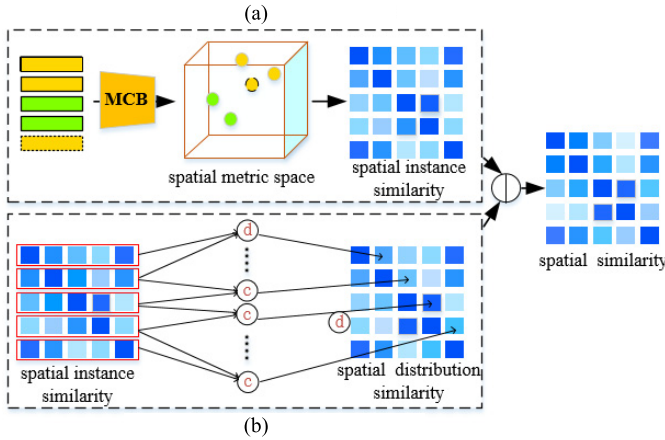 (a)
MCB
spatial metric space
spatial instance
similarity
d
c
c
d
c
spatial instance
similarity
spatial distribution
similarity
(b)
spatial similarity